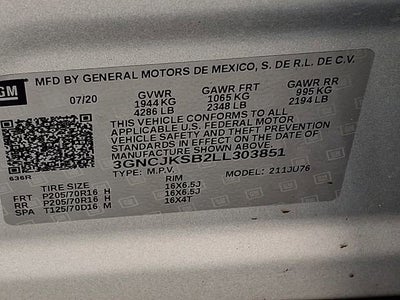 GM
MFD BY GENERAL MOTORS DE MEXICO, S. DE R.L. DE C.V.
07/20 GVWR GAWR FRT GAWR RR
1944 KG 1065 KG 995 KG
4286 LB 2348 LB 2194 LB
THIS VEHICLE CONFORMS TO ALL
APPLICABLE U.S. FEDERAL MOTOR
VEHICLE SAFETY AND THEFT PREVENTION
STANDARDS IN EFFECT ON THE DATE OF
MANUFACTURE SHOWN ABOVE.
3GNCJKSB2LL303851
636R TYPE: M.P.V. MODEL: 211JU76
TIRE SIZE RIM
FRT P205/70R16 H 16X6.5J
RR P205/70R16 H 16X6.5J
SPA T125/70D16 M 16X4T